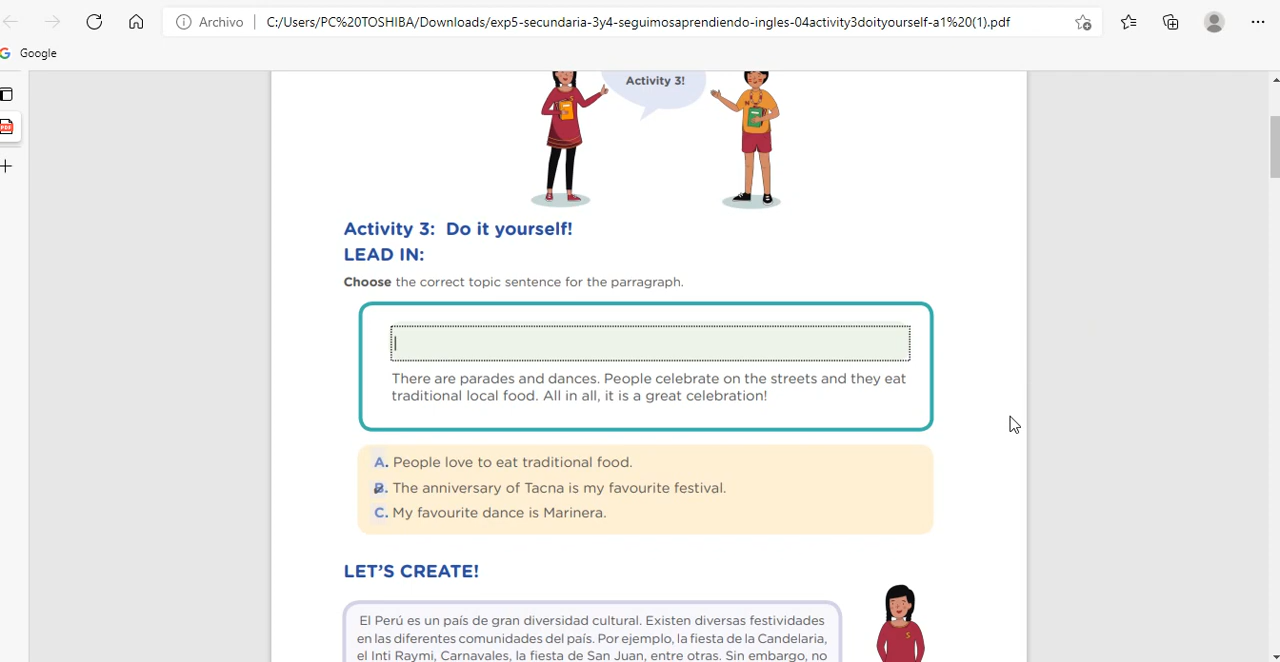 Archivo | C:/Users/PC%20TOSHIBA/Downloads/exp5-secundaria-3y4-seguimosaprendiendo-ingles-04activity3doityourself-a1%20(1).pdf
Google
Activity 3!
Activity 3: Do it yourself!
LEAD IN:
Choose the correct topic sentence for the parragraph.
There are parades and dances. People celebrate on the streets and they eat
traditional local food. All in all, it is a great celebration!
A. People love to eat traditional food.
B. The anniversary of Tacna is my favourite festival.
C. My favourite dance is Marinera.
LET'S CREATE!
El Perú es un país de gran diversidad cultural. Existen diversas festividades
en las diferentes comunidades del país. Por ejemplo, la fiesta de la Candelaria,
el Inti Raymi, Carnavales, la fiesta de San Juan, entre otras. Sin embargo, no